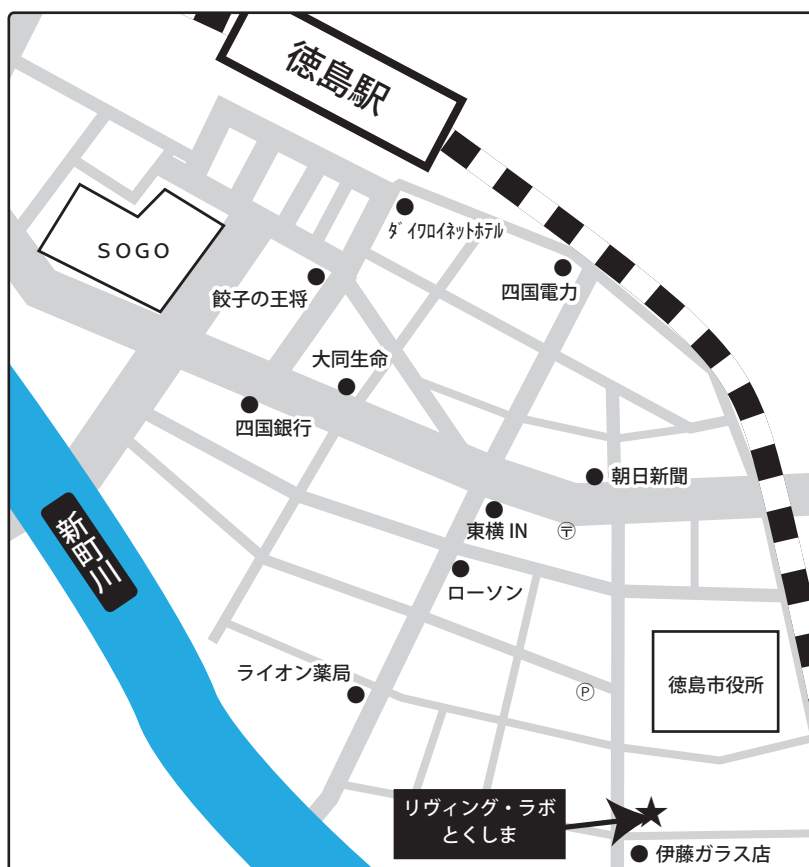 徳島駅
SOGO
ダイワロイネットホテル
四国電力
餃子の王将
大同生命
四国銀行
朝日新聞
東横 IN
〒
新町川
ローソン
徳島市役所
ライオン薬局
Ⓟ
リヴィング・ラボ
とくしま
伊藤ガラス店